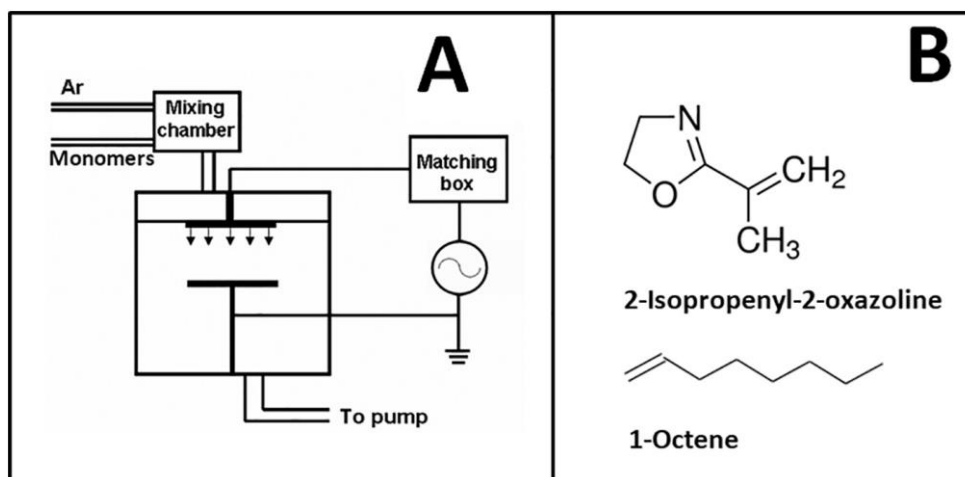 A
Ar
Mixing
chamber
Monomers
Matching
box
To pump
B
N
O
CH2
CH3
2-Isopropenyl-2-oxazoline
1-Octene